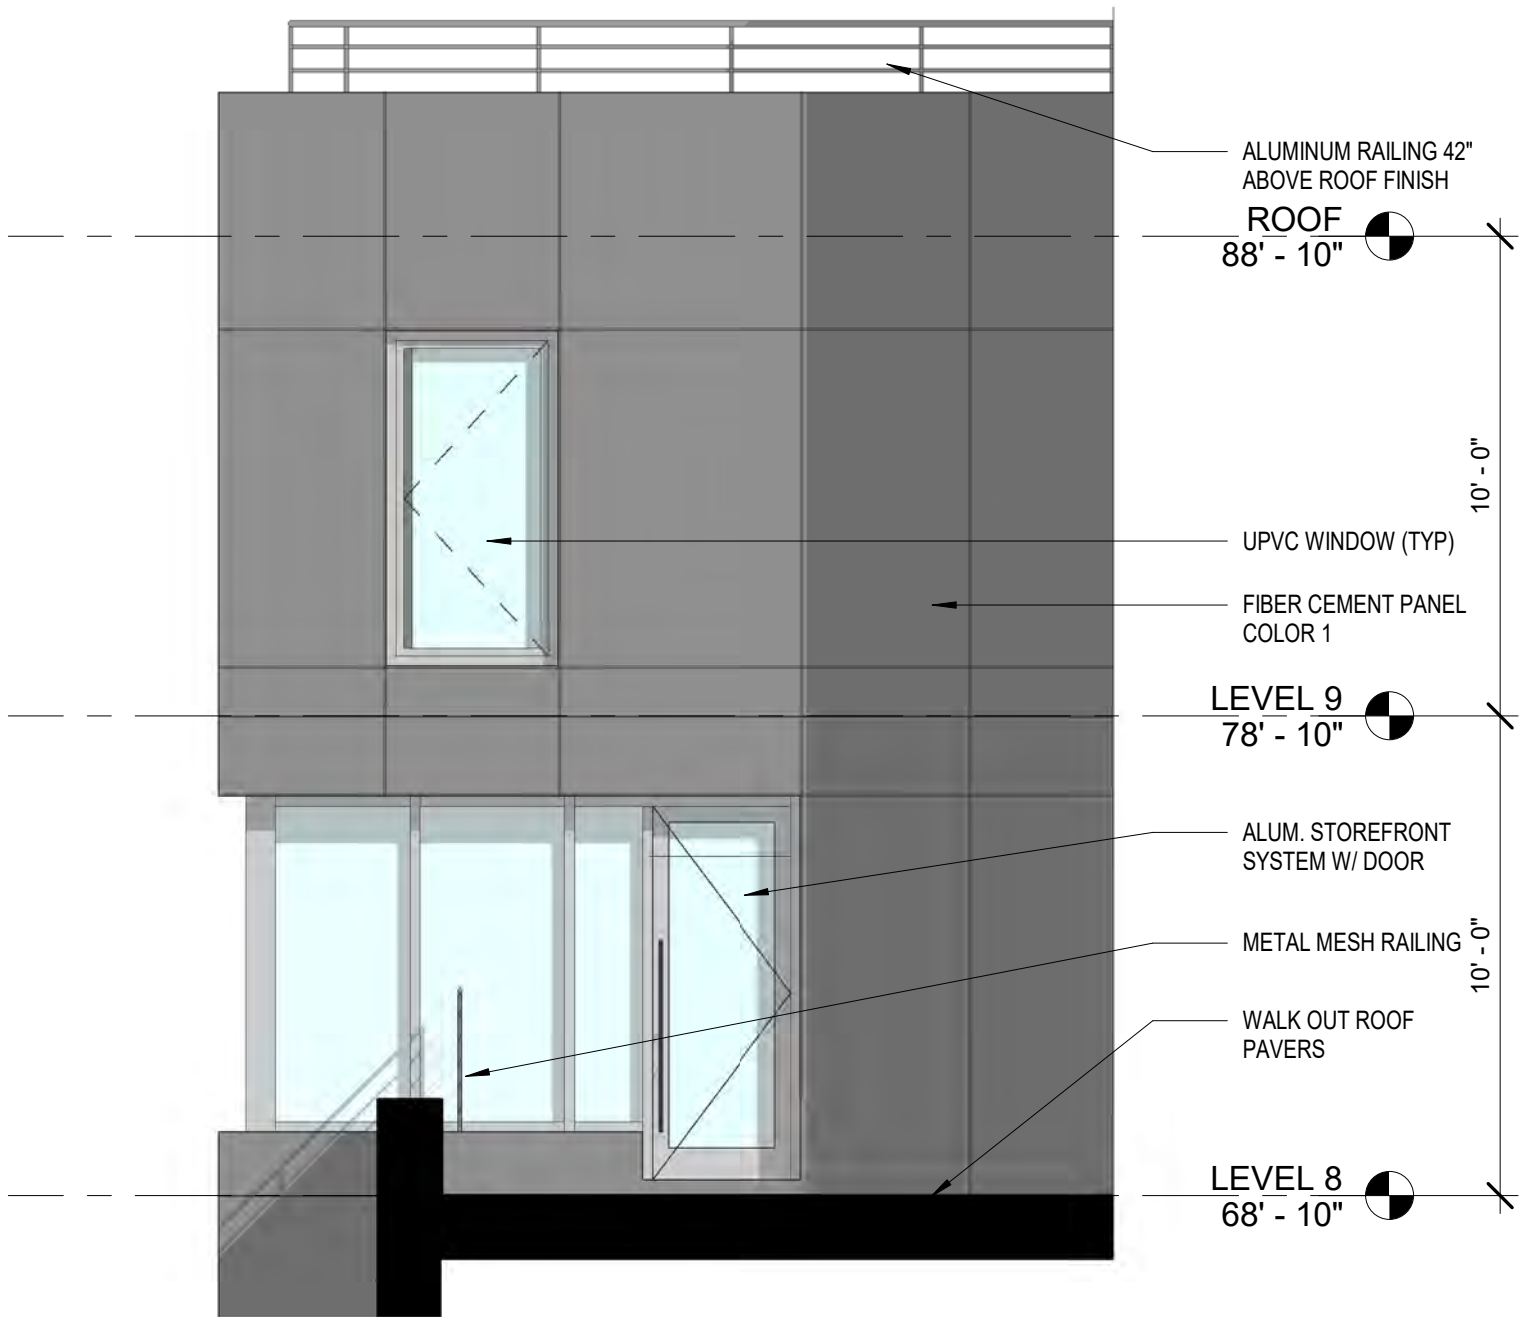 ALUMINUM RAILING 42"
ABOVE ROOF FINISH
ROOF
88' - 10"
10' - 0"
UPVC WINDOW (TYP)
FIBER CEMENT PANEL
COLOR 1
LEVEL 9
78' - 10"
ALUM. STOREFRONT
SYSTEM W/ DOOR
METAL MESH RAILING
10' - 0"
WALK OUT ROOF
PAVERS
LEVEL 8
68' - 10"